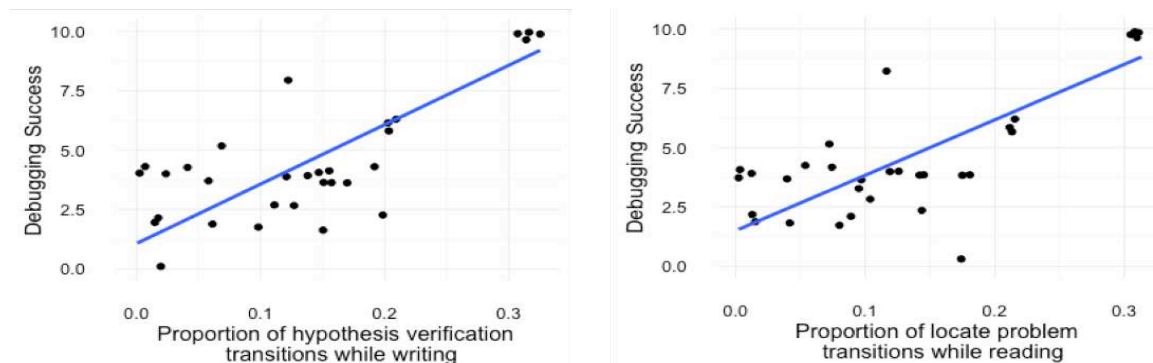 Debugging Success
10.0
7.5
5.0
2.5
0.0
0.0 0.1 0.2 0.3
Proportion of hypothesis verification
transitions while writing
Debugging Success
10.0
7.5
5.0
2.5
0.0
0.0 0.1 0.2 0.3
Proportion of locate problem
transitions while reading